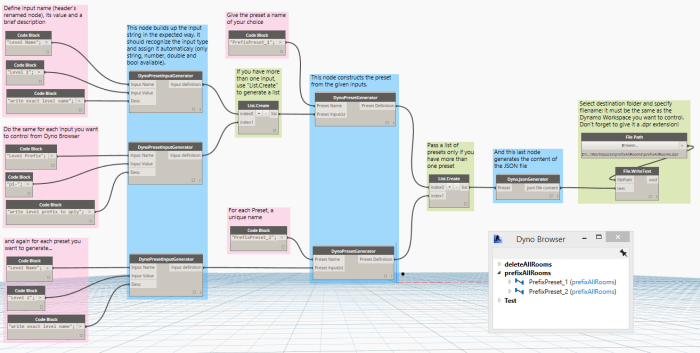 Define input name (header's
renamed node), its value and a
brief description
Code Block
"Level Name"; >
Code Block
"Level 1"; >
Code Block
"write exact level name"; >
Do the same for each input you want
to control from Dyno Browser
Code Block
"Level Prefix"; >
Code Block
"p1-"; >
Code Block
"write level prefix to aply"; >
and again for each preset you
want to generate...
Code Block
"Level Name"; >
Code Block
"Level 2"; >
Code Block
"write exact level name"; >
This node builds up the input
string in the expected way. It
should recognize the input type
and assign it automaticaly (only
string, number, double and
bool available).
DynoPresetInputGenerator
Input Name Input definition
Input Value
Desc
DynoPresetInputGenerator
Input Name Input definition
Input Value
Desc
DynoPresetInputGenerator
Input Name Input definition
Input Value
Desc
Give the preset a name
of your choice
Code Block
"PrefixPreset_1"; >
If you have more
than one input,
use "List.Create"
to generate a list
List.Create
index0 + - list
index1
For each Preset, a
unique name
Code Block
"PrefixPreset_2"; >
This node constructs the preset
from the given inputs.
DynoPresetGenerator
Preset Name Preset Definition
Preset Input(s)
DynoPresetGenerator
Preset Name Preset Definition
Preset Input(s)
Pass a list of
presets only if you
have more than
one preset
List.Create
index0 + - list
index1
And this last node
generates the content of
the JSON file
Dyno.JsonGenerator
Presets json file content
Select destination folder and specify
filename: it must be the same as the
Dynamo Workspace you want to control.
Don't forget to give it a .dpr extension!
File Path
Browse... >
File.WriteText
filePath void
text
Dyno Browser
deleteAllRooms
prefixAllRooms
PrefixPreset_1 (prefixAllRooms)
PrefixPreset_2 (prefixAllRooms)
Test